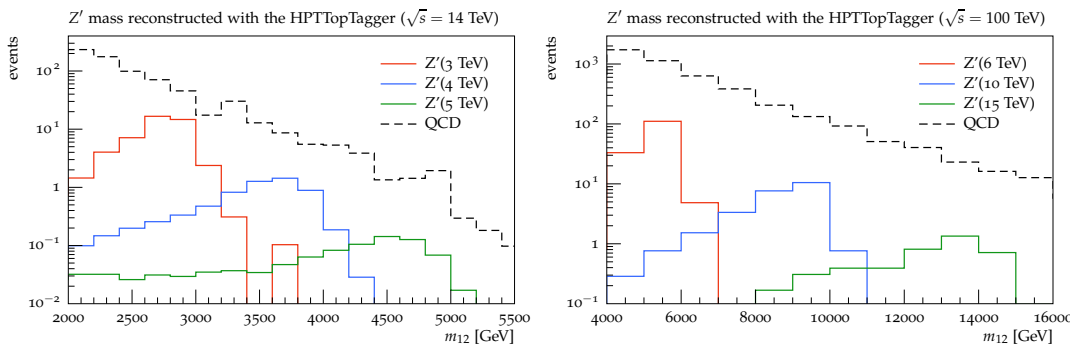 Z′ mass reconstructed with the HPTTopTagger (√s = 14 TeV)
events
10²
10¹
1
10⁻¹
10⁻²
Z′(3 TeV)
Z′(4 TeV)
Z′(5 TeV)
QCD
2000 2500 3000 3500 4000 4500 5000 5500
m₁₂ [GeV]
Z′ mass reconstructed with the HPTTopTagger (√s = 100 TeV)
events
10³
10²
10¹
1
10⁻¹
Z′(6 TeV)
Z′(10 TeV)
Z′(15 TeV)
QCD
4000 6000 8000 10000 12000 14000 16000
m₁₂ [GeV]